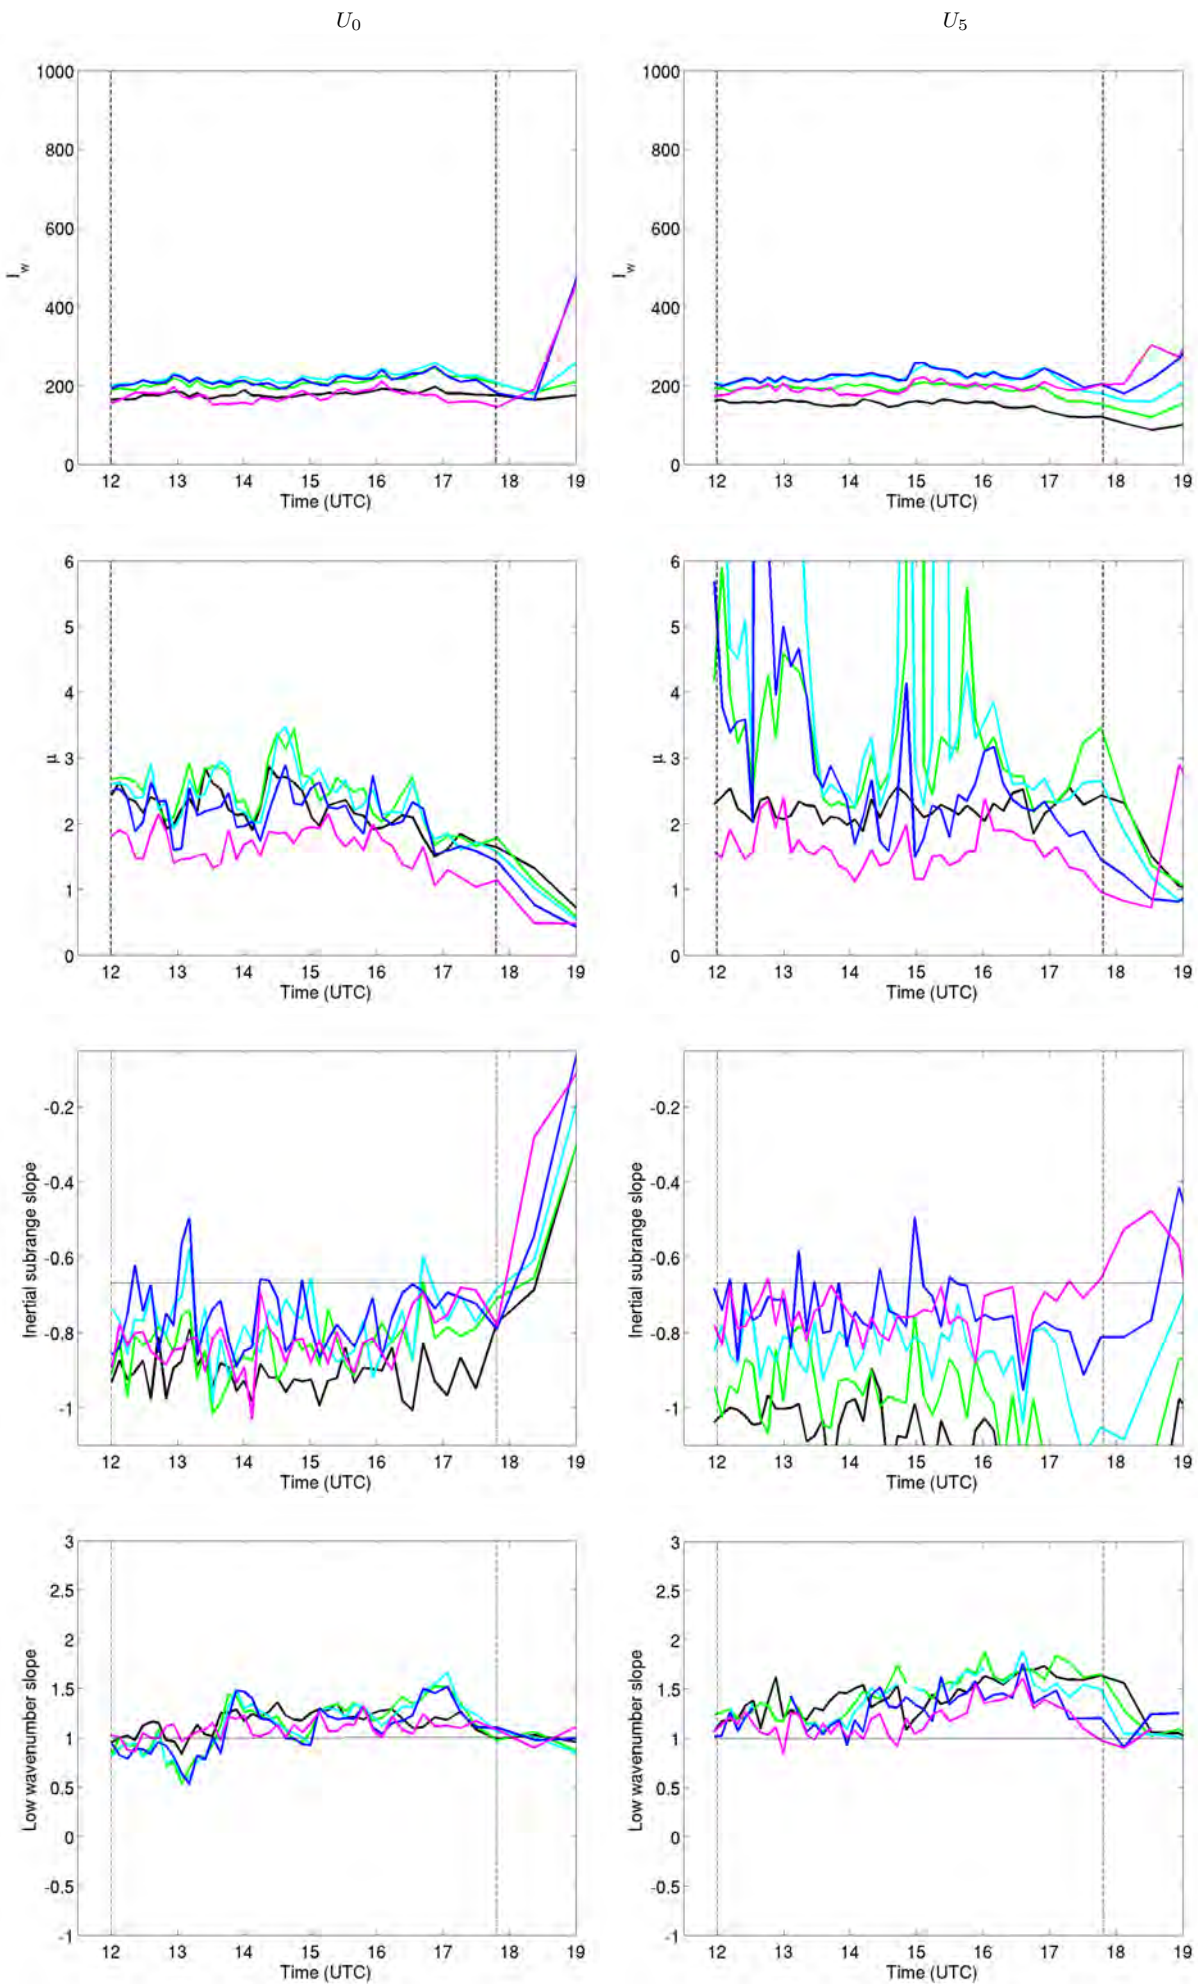 U0 U5
1000
800
600
400
200
0
lw
12 13 14 15 16 17 18 19
Time (UTC)
1000
800
600
400
200
0
lw
12 13 14 15 16 17 18 19
Time (UTC)
6
5
4
3
2
1
0
μ
12 13 14 15 16 17 18 19
Time (UTC)
6
5
4
3
2
1
0
μ
12 13 14 15 16 17 18 19
Time (UTC)
-0.2
-0.4
-0.6
-0.8
-1
Inertial subrange slope
12 13 14 15 16 17 18 19
Time (UTC)
-0.2
-0.4
-0.6
-0.8
-1
Inertial subrange slope
12 13 14 15 16 17 18 19
Time (UTC)
3
2.5
2
1.5
1
0.5
0
-0.5
-1
Low wavenumber slope
12 13 14 15 16 17 18 19
Time (UTC)
3
2.5
2
1.5
1
0.5
0
-0.5
-1
Low wavenumber slope
12 13 14 15 16 17 18 19
Time (UTC)